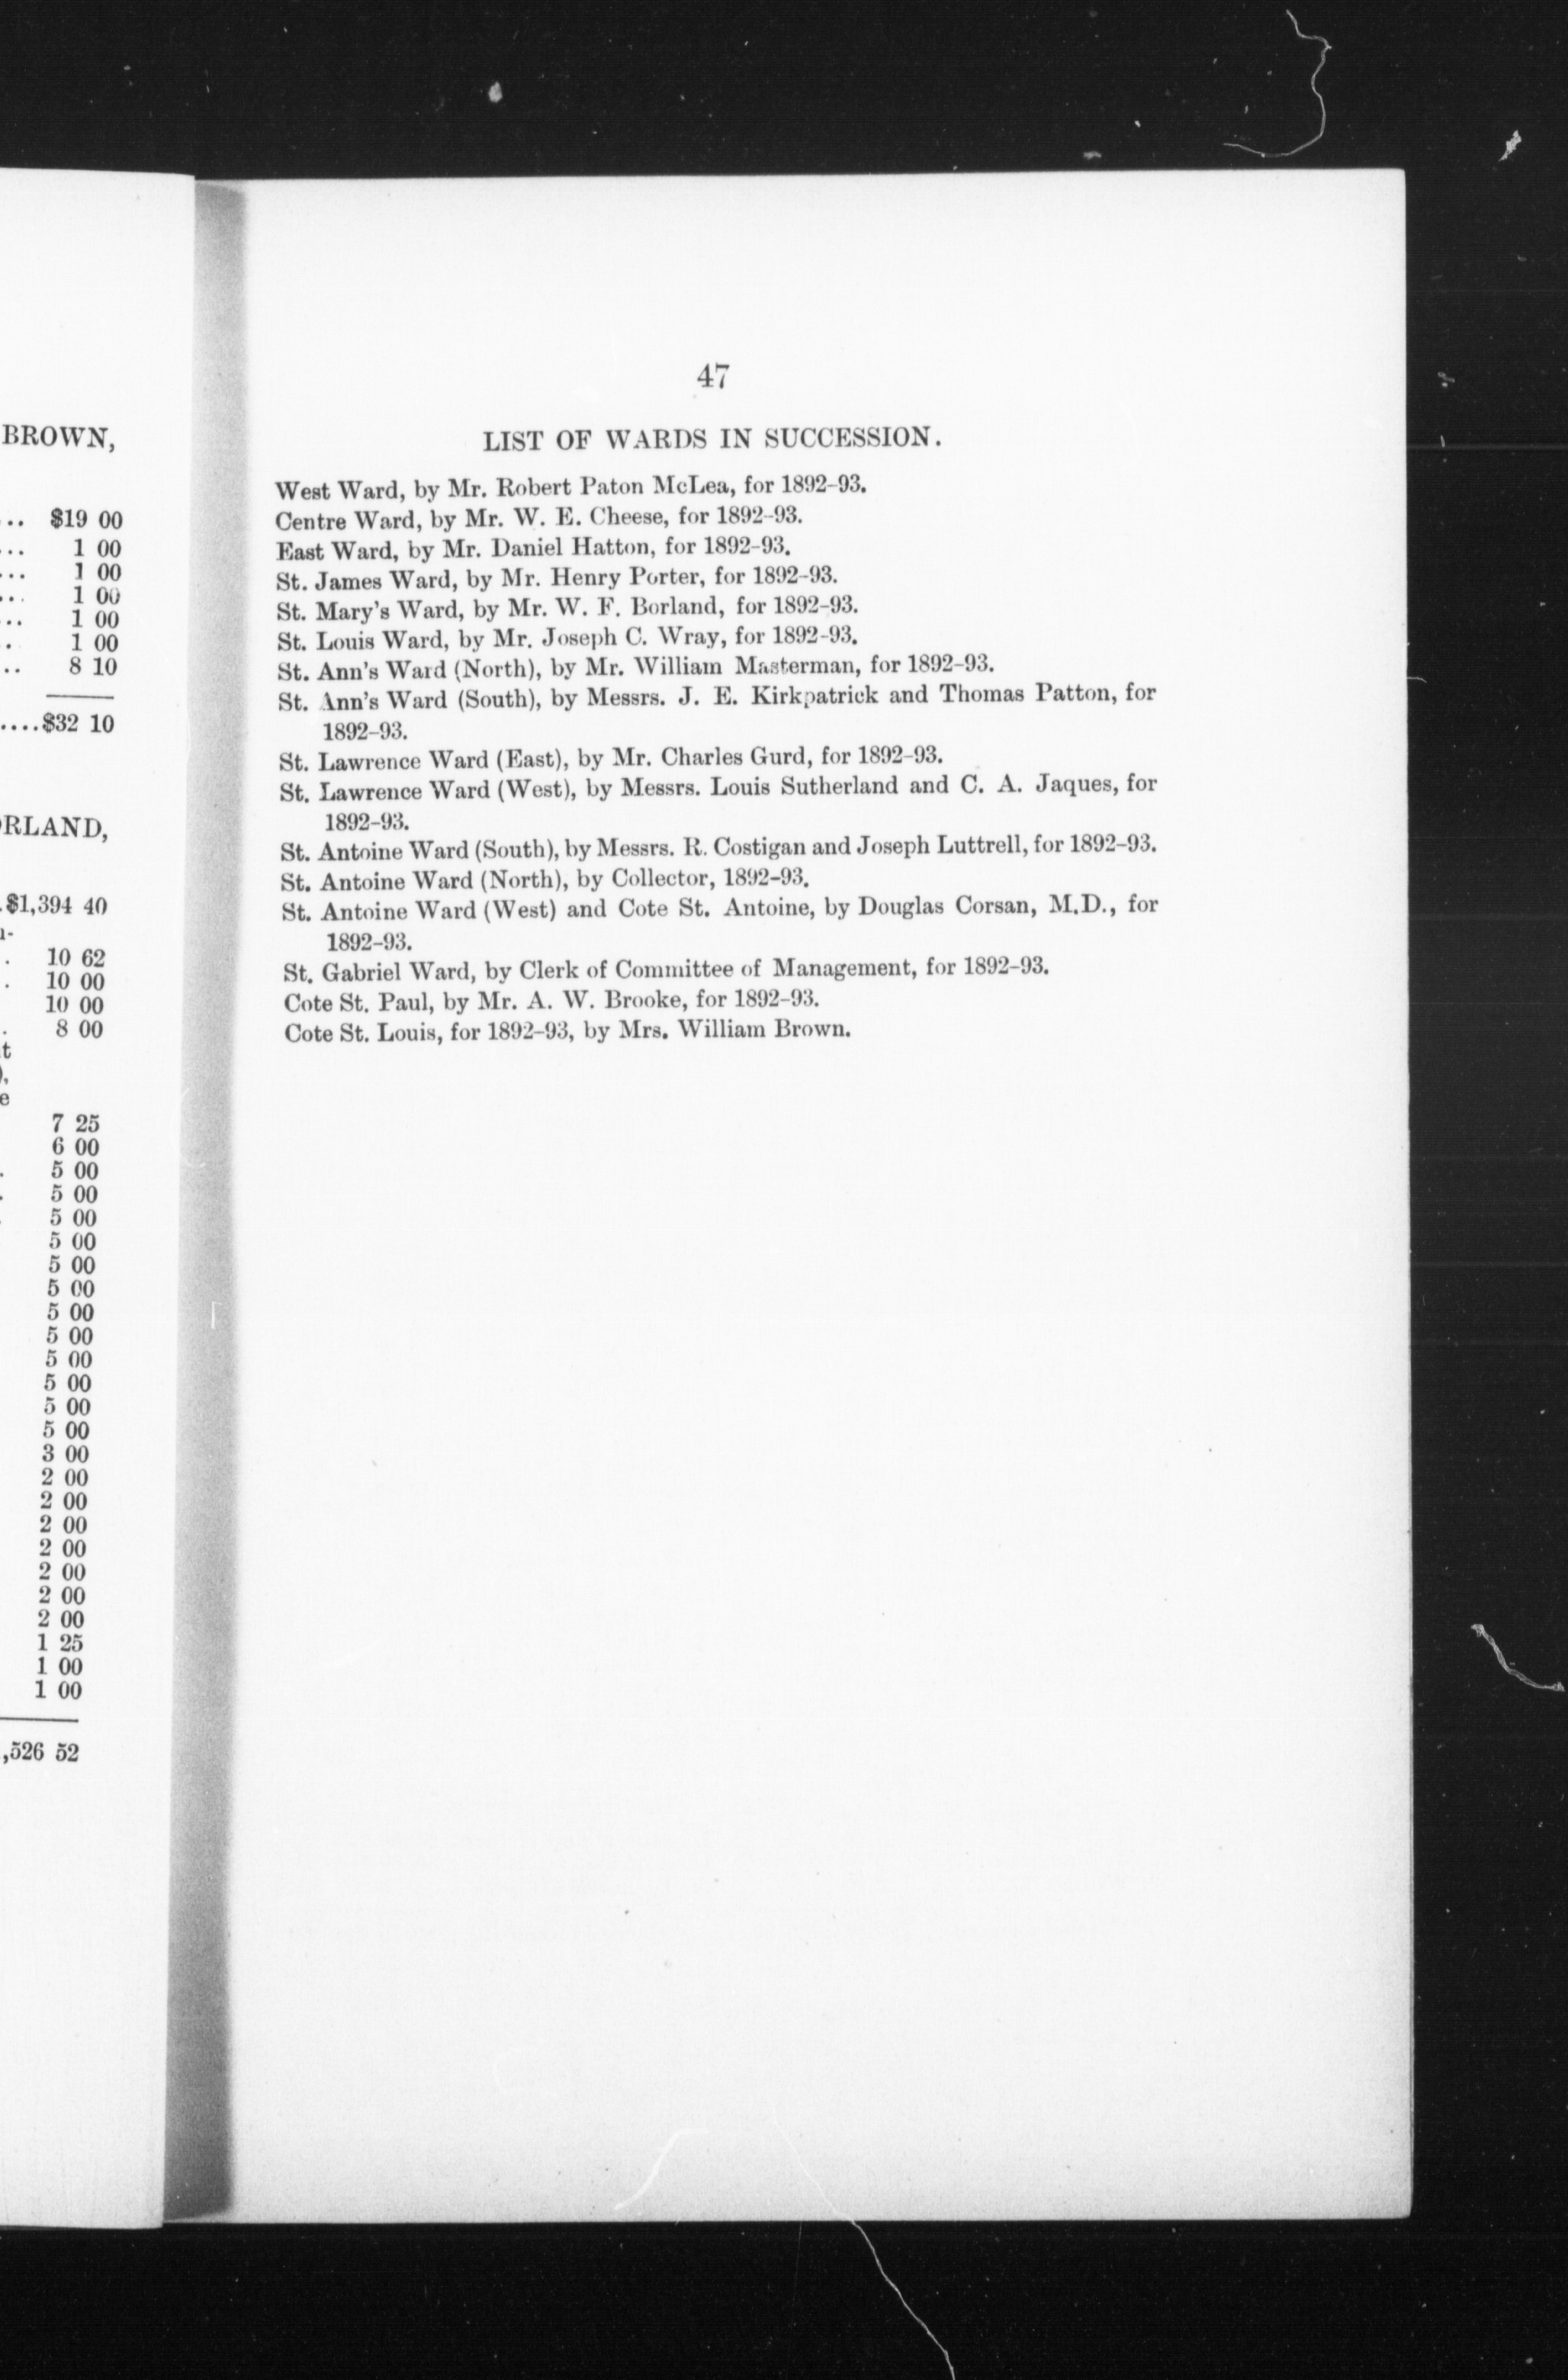 BROWN,
... $19 00
... 1 00
... 1 00
... 1 00
... 1 00
.. 1 00
.. 8 10
....$32 10
ORLAND,
.$1,394 40
. 10 62
. 10 00
10 00
. 8 00
t
e
7 25
6 00
. 5 00
. 5 00
5 00
5 00
5 00
5 00
5 00
5 00
5 00
5 00
5 00
5 00
3 00
2 00
2 00
2 00
2 00
2 00
2 00
2 00
1 25
1 00
1 00
,526 52
47
LIST OF WARDS IN SUCCESSION.
West Ward, by Mr. Robert Paton McLea, for 1892-93.
Centre Ward, by Mr. W. E. Cheese, for 1892-93.
East Ward, by Mr. Daniel Hatton, for 1892-93.
St. James Ward, by Mr. Henry Porter, for 1892-93.
St. Mary's Ward, by Mr. W. F. Borland, for 1892-93.
St. Louis Ward, by Mr. Joseph C. Wray, for 1892-93.
St. Ann's Ward (North), by Mr. William Masterman, for 1892-93.
St. Ann's Ward (South), by Messrs. J. E. Kirkpatrick and Thomas Patton, for
1892-93.
St. Lawrence Ward (East), by Mr. Charles Gurd, for 1892-93.
St. Lawrence Ward (West), by Messrs. Louis Sutherland and C. A. Jaques, for
1892-93.
St. Antoine Ward (South), by Messrs. R. Costigan and Joseph Luttrell, for 1892-93.
St. Antoine Ward (North), by Collector, 1892-93.
St. Antoine Ward (West) and Cote St. Antoine, by Douglas Corsan, M.D., for
1892-93.
St. Gabriel Ward, by Clerk of Committee of Management, for 1892-93.
Cote St. Paul, by Mr. A. W. Brooke, for 1892-93.
Cote St. Louis, for 1892-93, by Mrs. William Brown.